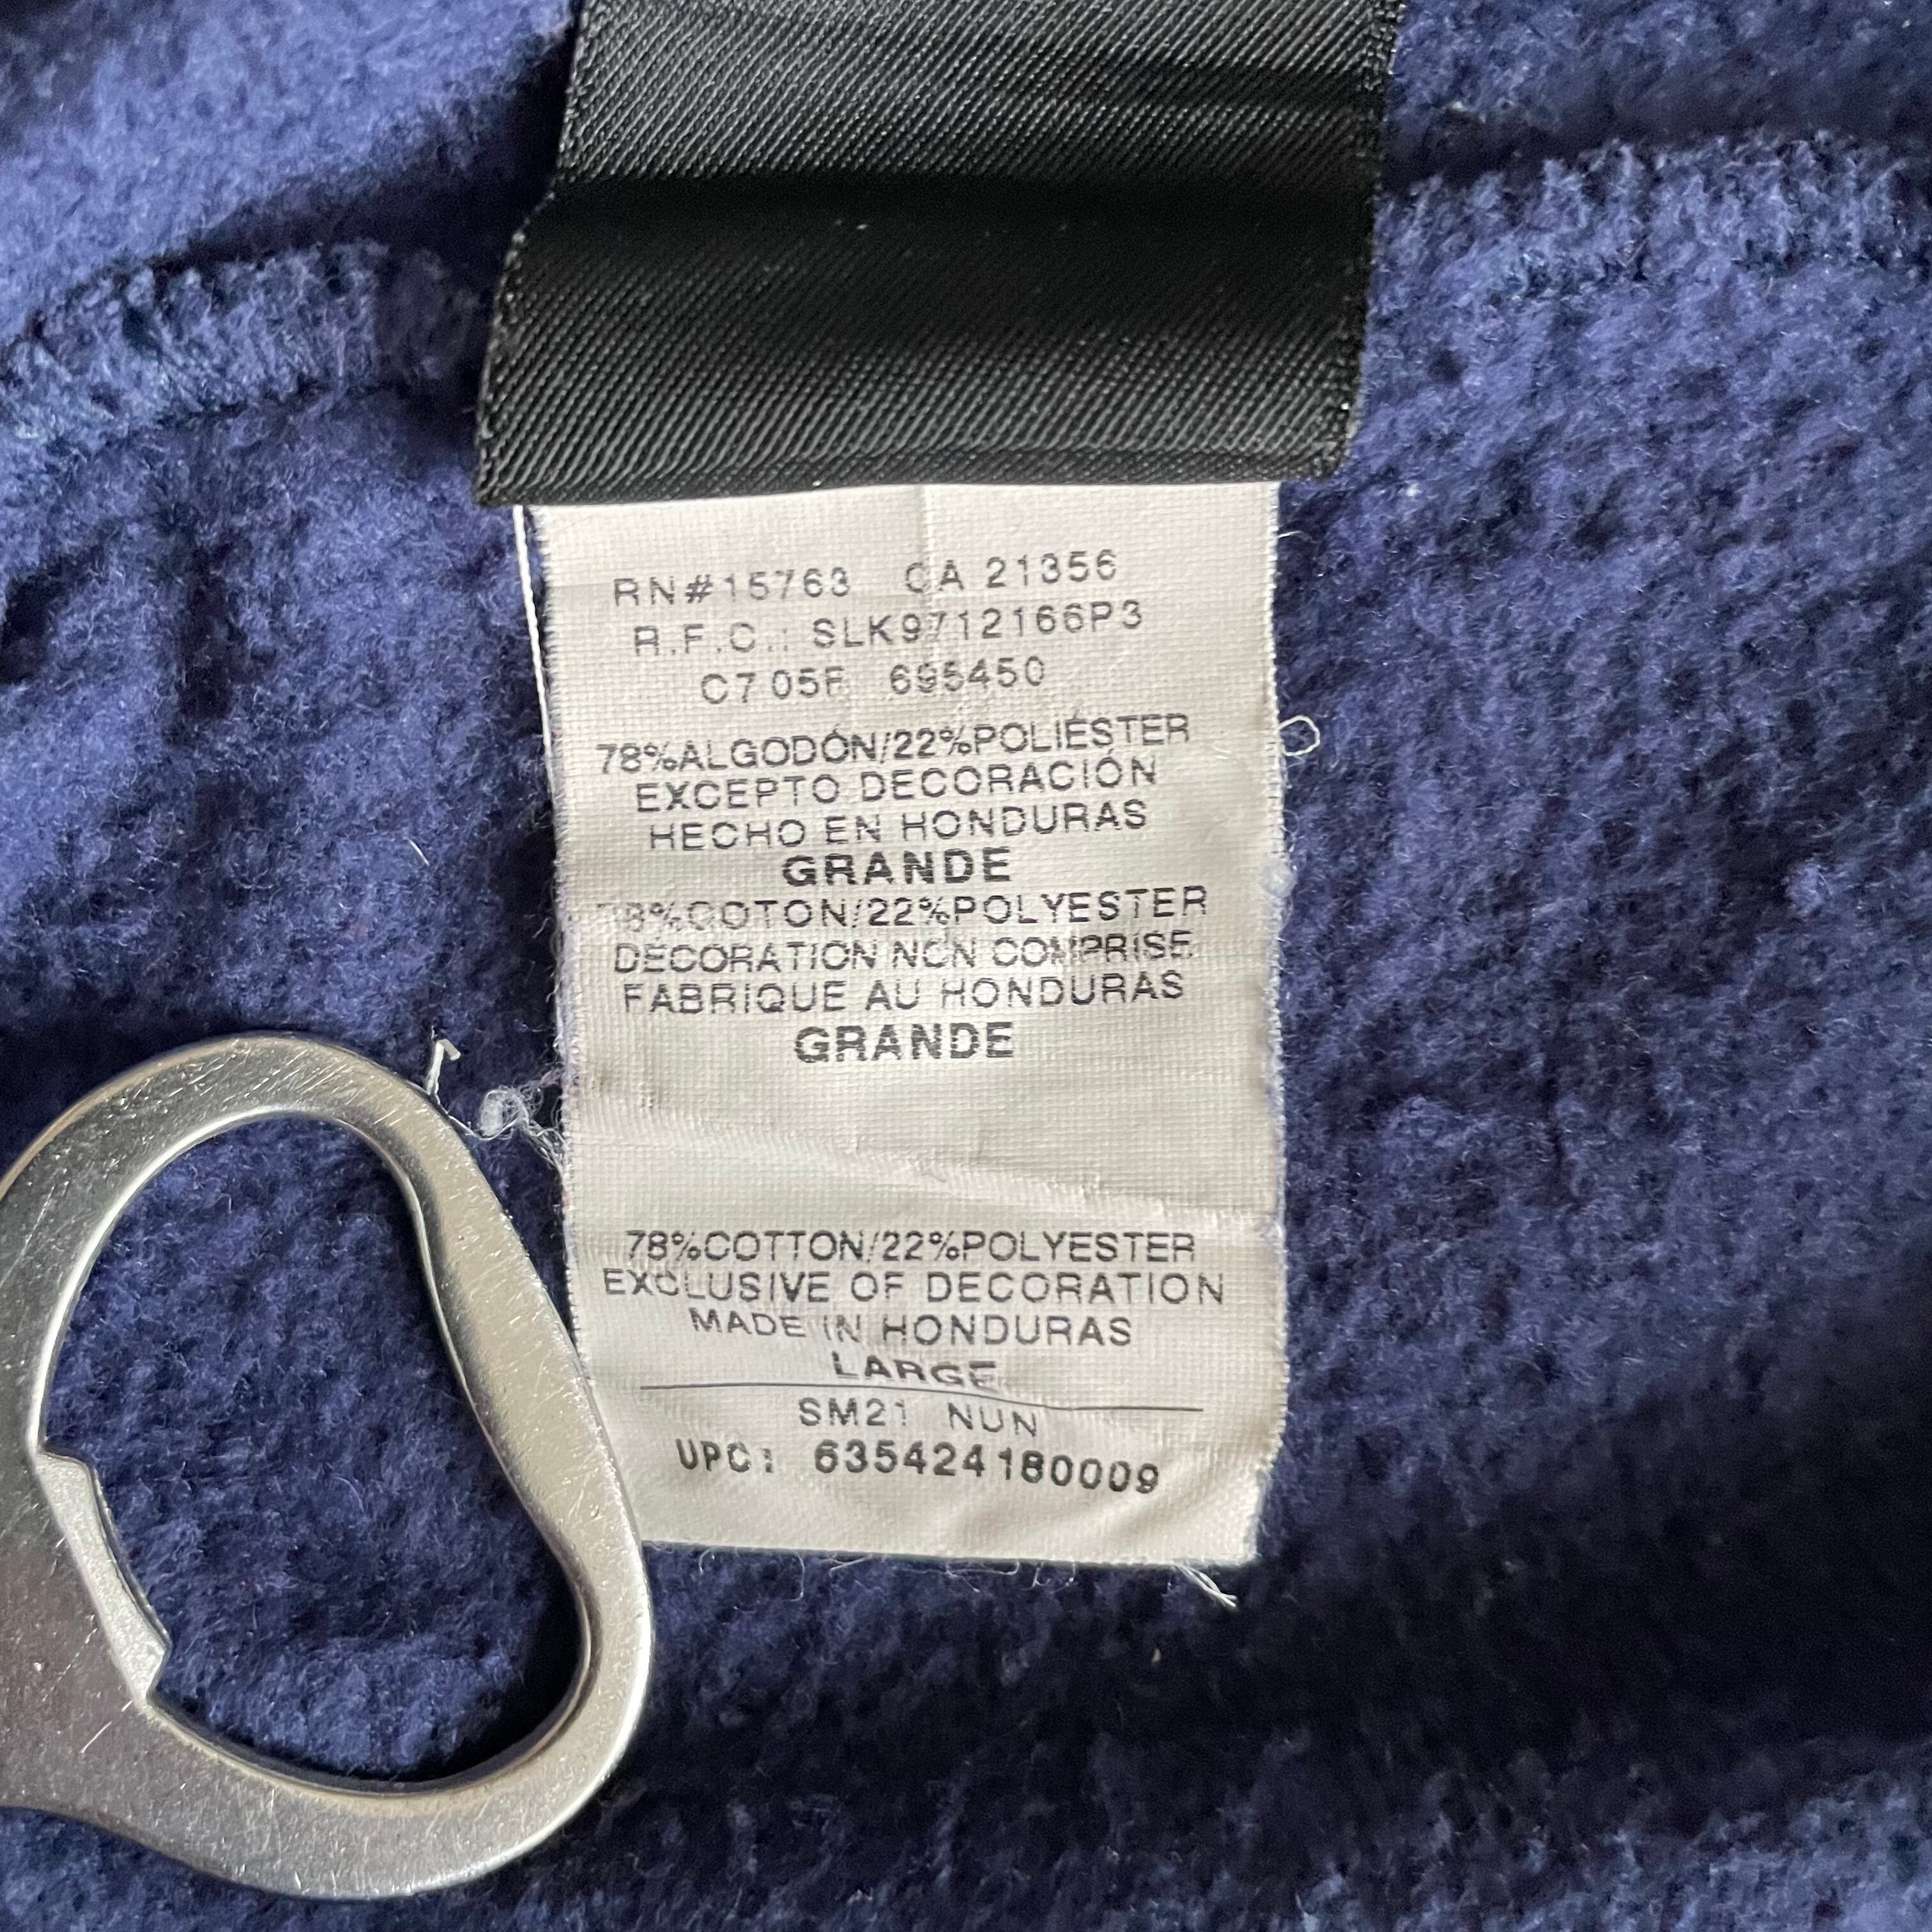 RN#15763 CA 21356
R.F.C.: SLK9712166P3
C705F 695450
78%ALGODÓN/22%POLIÉSTER
EXCEPTO DECORACIÓN
HECHO EN HONDURAS
GRANDE
78%COTON/22%POLYESTER
DÉCORATION NON COMPRISE
FABRIQUE AU HONDURAS
GRANDE
78%COTTON/22%POLYESTER
EXCLUSIVE OF DECORATION
MADE IN HONDURAS
LARGE
SM21 NUN
UPC: 635424180009